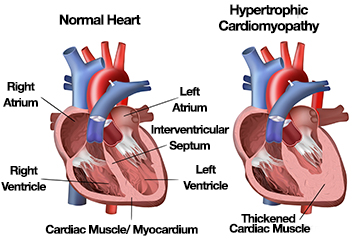 Normal Heart
Hypertrophic
Cardiomyopathy
Right
Atrium
Left
Atrium
Interventricular
Septum
Right
Ventricle
Left
Ventricle
Cardiac Muscle/ Myocardium
Thickened
Cardiac Muscle